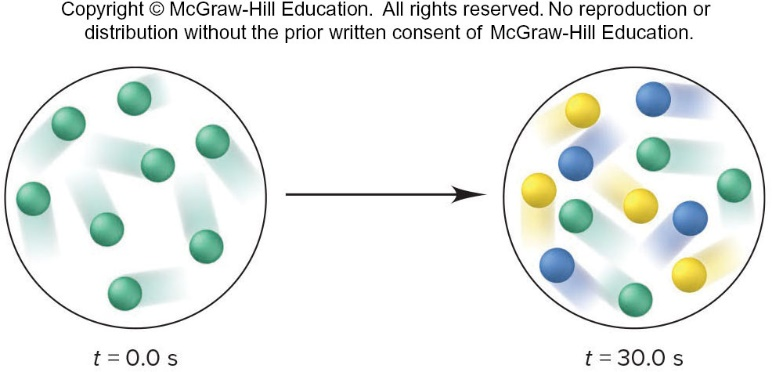 Copyright © McGraw-Hill Education. All rights reserved. No reproduction or
distribution without the prior written consent of McGraw-Hill Education.
t = 0.0 s
t = 30.0 s